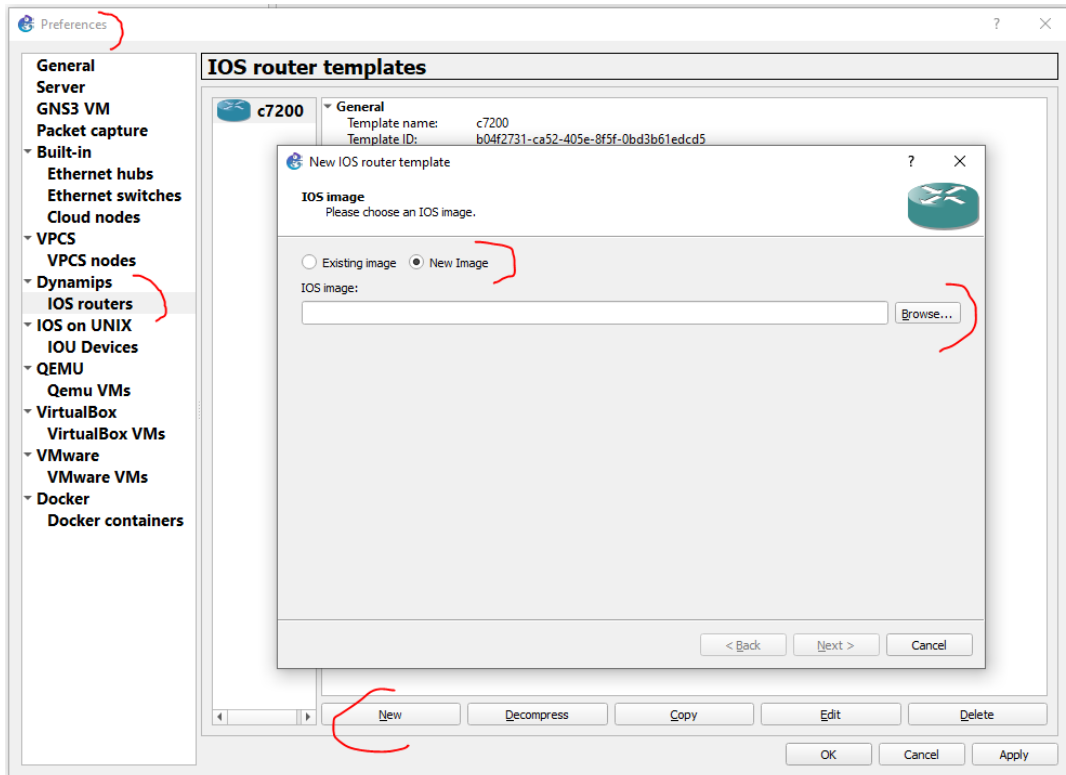 Preferences
General
Server
GNS3 VM
Packet capture
Built-in
Ethernet hubs
Ethernet switches
Cloud nodes
VPCS
VPCS nodes
Dynamips
IOS routers
IOS on UNIX
IOU Devices
QEMU
Qemu VMs
VirtualBox
VirtualBox VMs
VMware
VMware VMs
Docker
Docker containers
IOS router templates
c7200
General
Template name: c7200
Template ID: b04f2731-ca52-405e-8f5f-0bd3b61edcd5
New IOS router template
IOS image
Please choose an IOS image.
Existing image New Image
IOS image:
Browse...
< Back Next > Cancel
New Decompress Copy Edit Delete
OK Cancel Apply